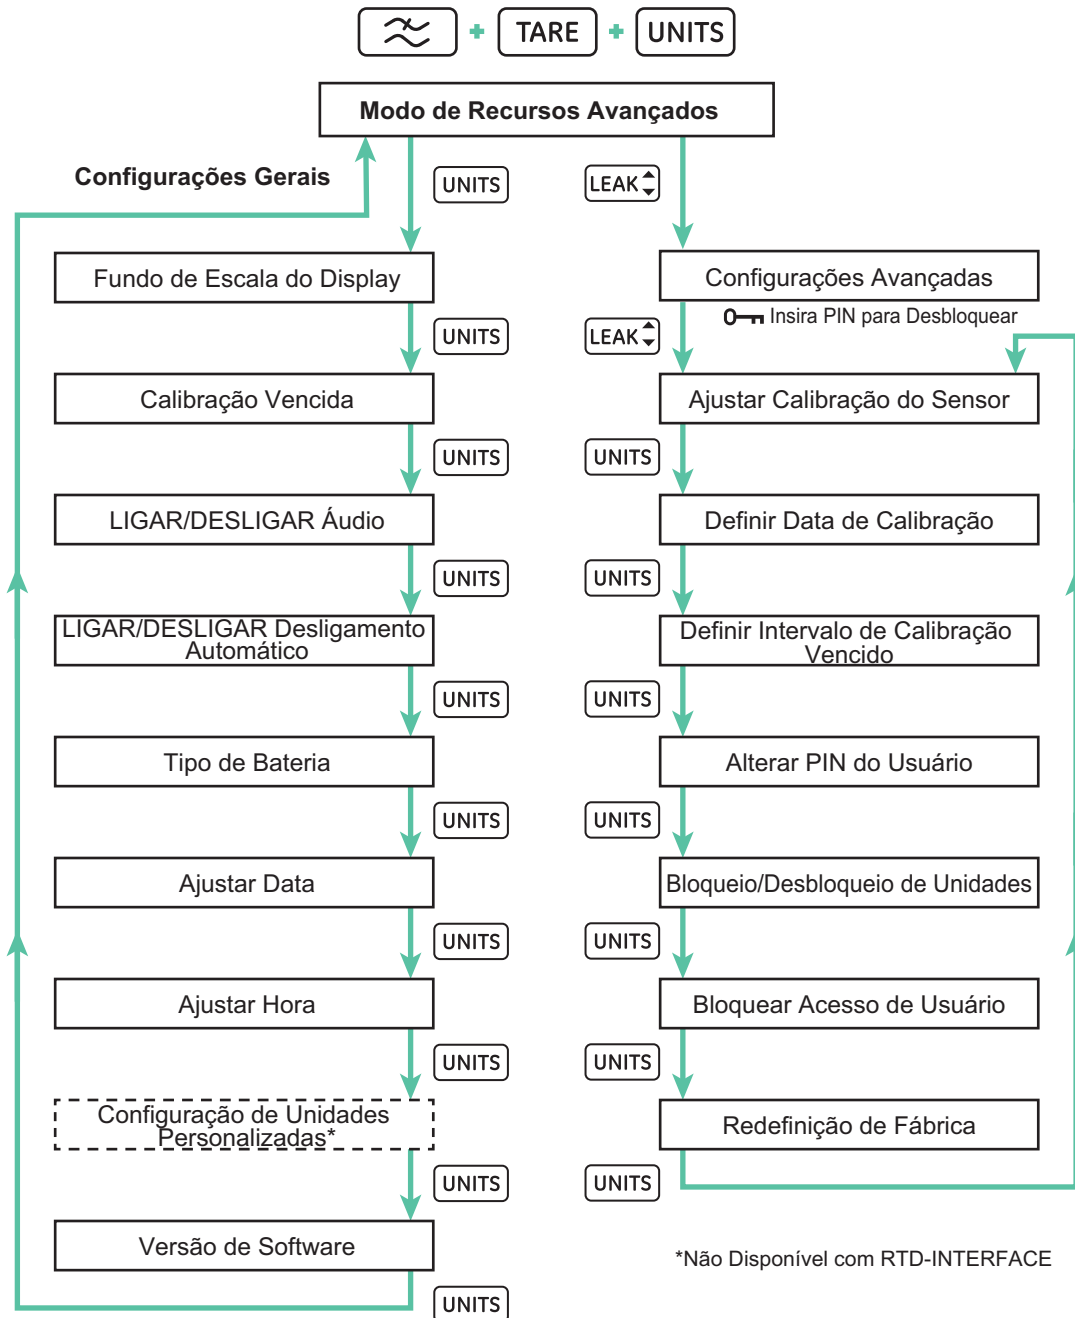 + TARE + UNITS
Modo de Recursos Avançados
Configurações Gerais
UNITS
LEAK
Fundo de Escala do Display
Configurações Avançadas
Insira PIN para Desbloquear
UNITS
LEAK
Calibração Vencida
Ajustar Calibração do Sensor
UNITS
UNITS
LIGAR/DESLIGAR Áudio
Definir Data de Calibração
UNITS
UNITS
LIGAR/DESLIGAR Desligamento
Automático
Definir Intervalo de Calibração
Vencido
UNITS
UNITS
Tipo de Bateria
Alterar PIN do Usuário
UNITS
UNITS
Ajustar Data
Bloqueio/Desbloqueio de Unidades
UNITS
UNITS
Ajustar Hora
Bloquear Acesso de Usuário
UNITS
UNITS
Configuração de Unidades
Personalizadas*
Redefinição de Fábrica
UNITS
UNITS
Versão de Software
*Não Disponível com RTD-INTERFACE
UNITS